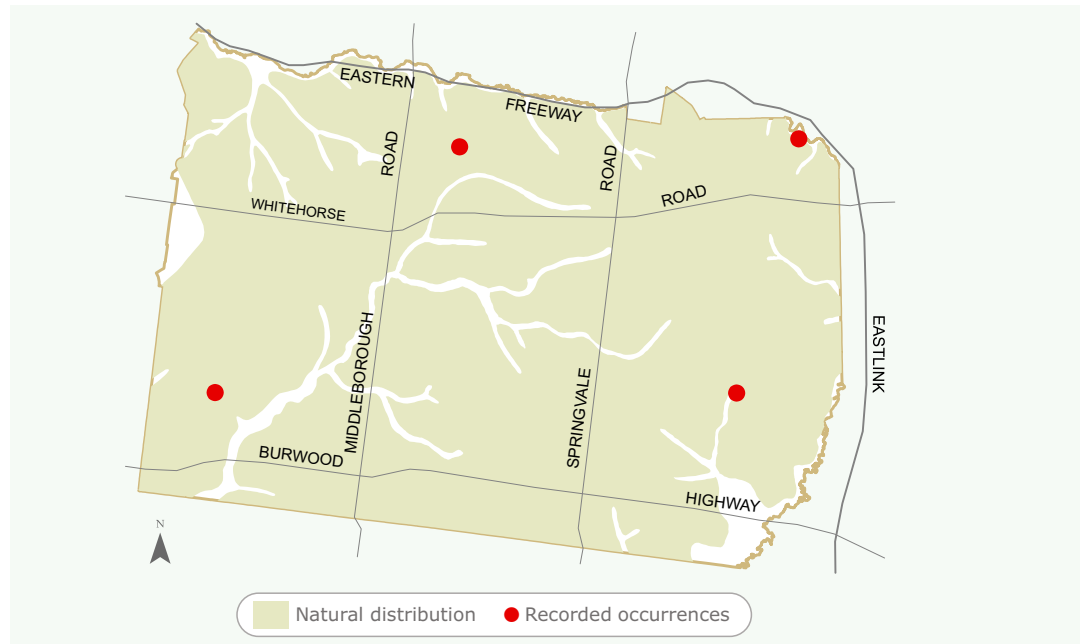 EASTERN
FREEWAY
ROAD
ROAD
ROAD
WHITEHORSE
EASTLINK
MIDDLEBOROUGH
SPRINGVALE
BURWOOD
HIGHWAY
N
Natural distribution
Recorded occurrences